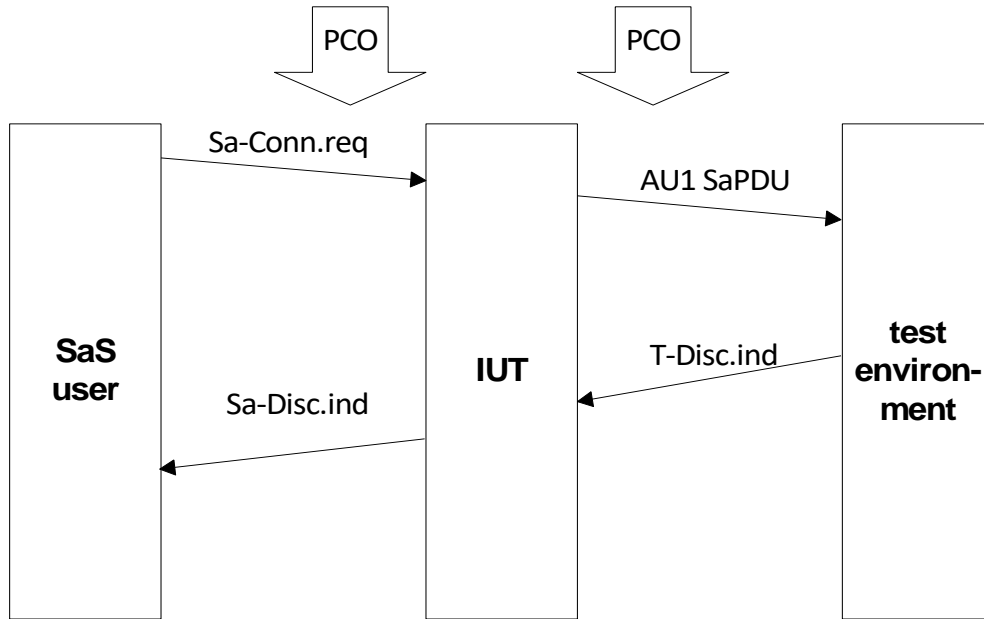 PCO
PCO
Sa-Conn.req
AU1 SaPDU
SaS
user
IUT
T-Disc.ind
test
environ-
ment
Sa-Disc.ind